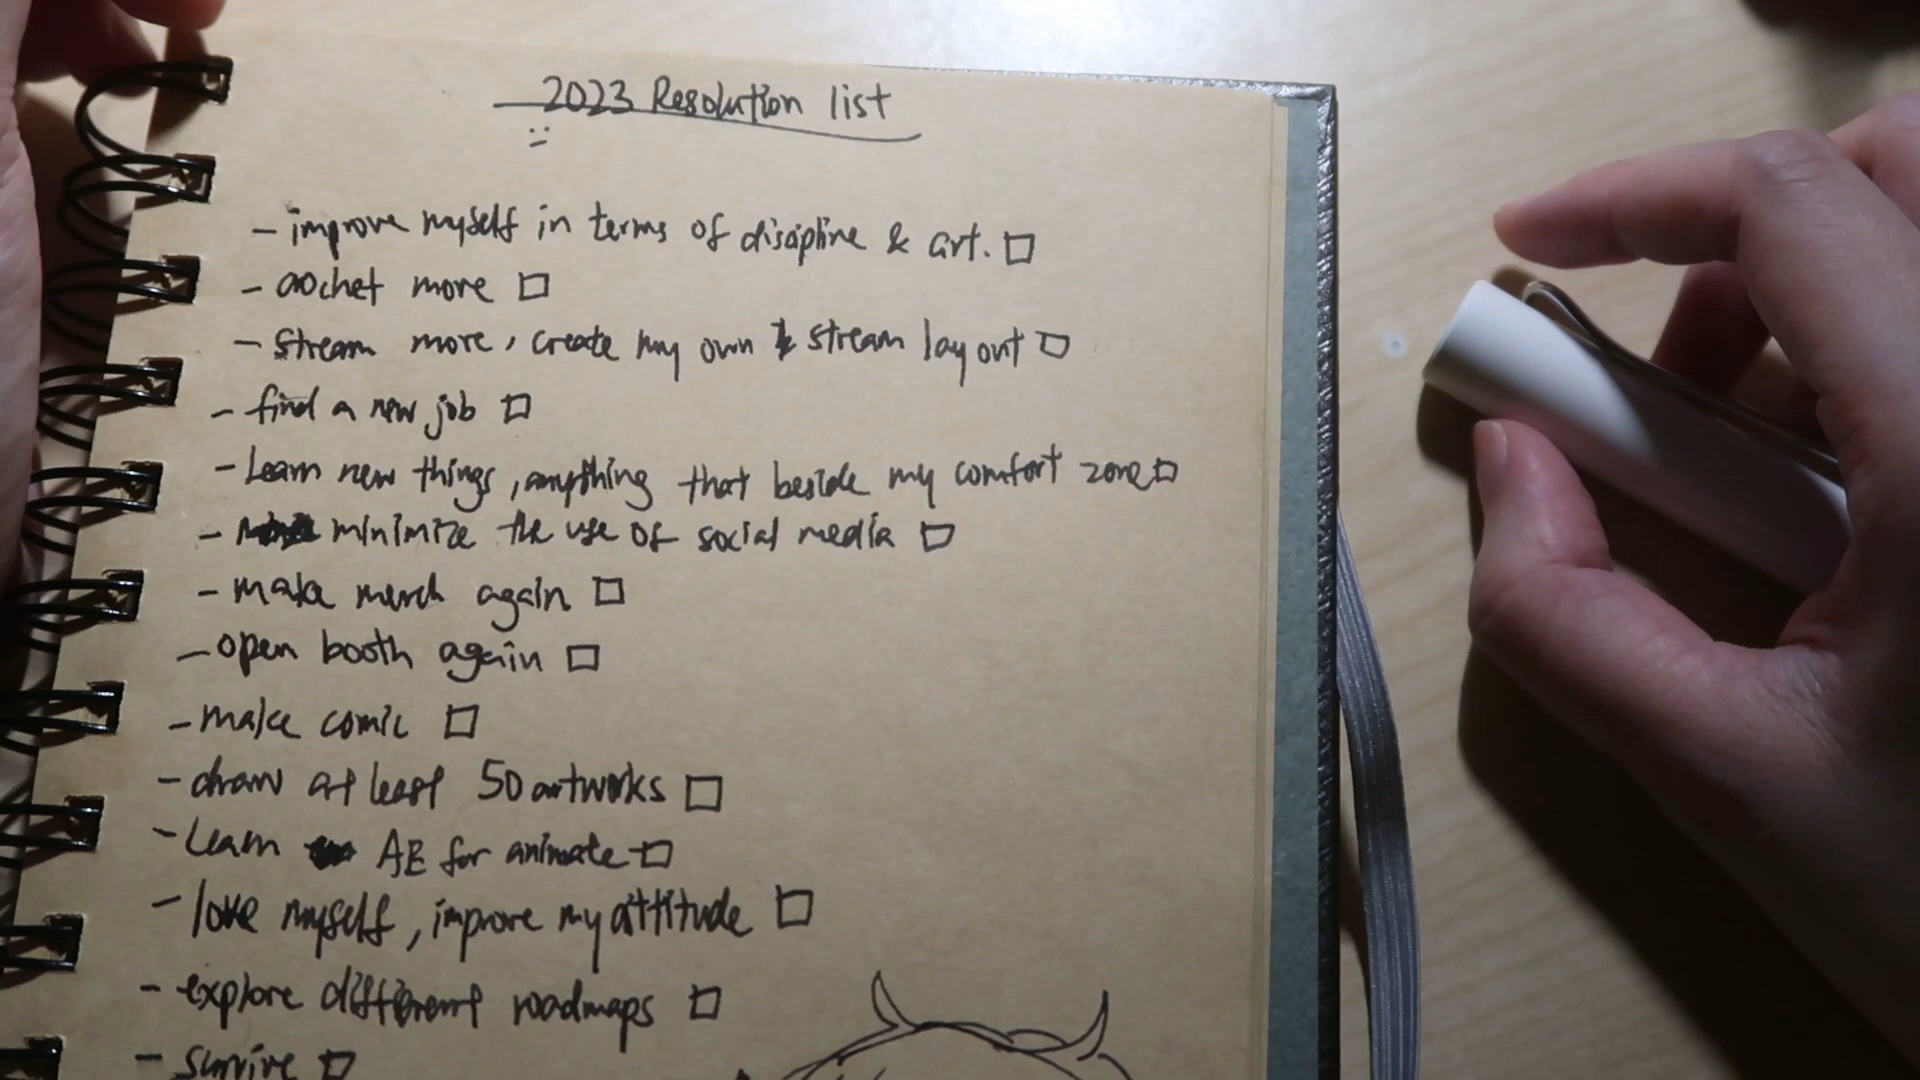 2023 Resolution list
- improve myself in terms of discipline & art.
- crochet more
- stream more, create my own stream layout
- find a new job
- Learn new things, anything that beside my comfort zone
- minimize the use of social media
- make merch again
- open booth again
- make comic
- draw at least 50 artworks
- Learn AE for animate
- love myself, improve my attitude
- explore different roadmaps
- survive